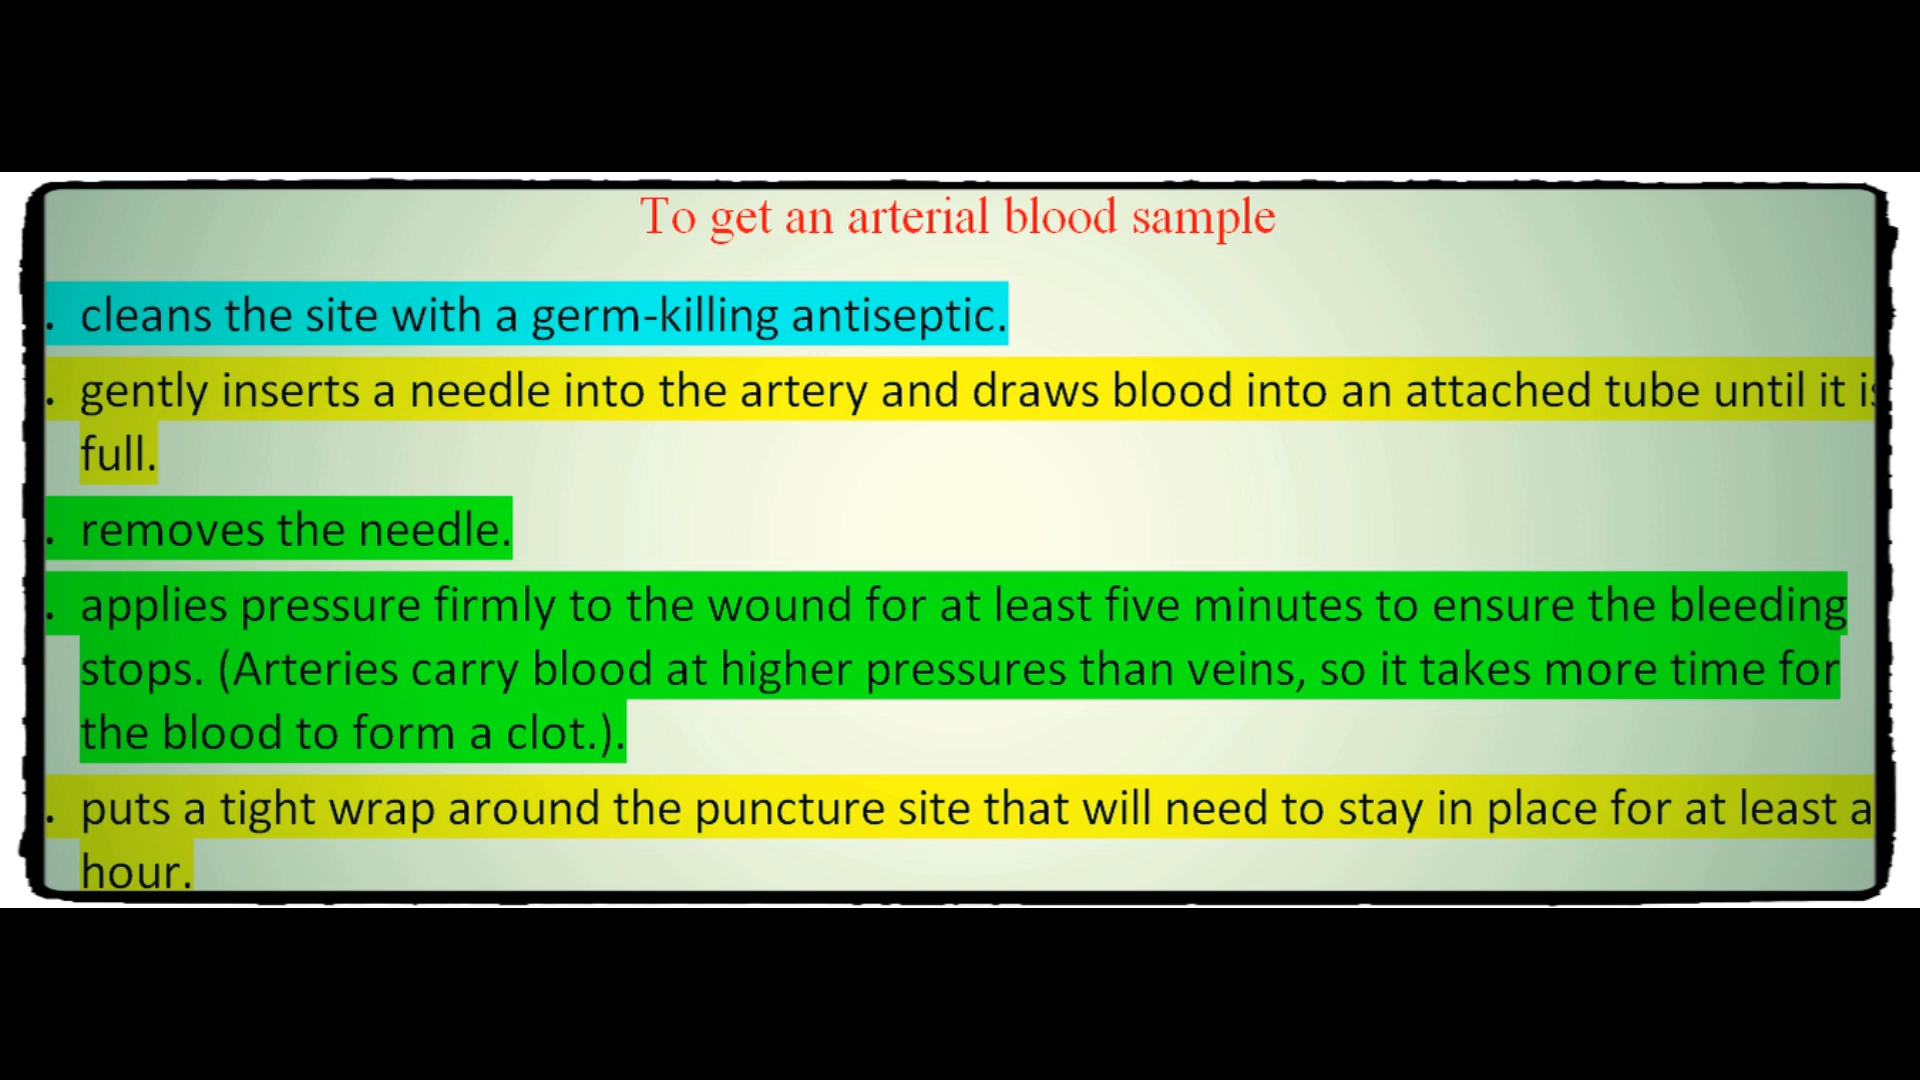 To get an arterial blood sample
. cleans the site with a germ-killing antiseptic.
. gently inserts a needle into the artery and draws blood into an attached tube until it is
full.
. removes the needle.
. applies pressure firmly to the wound for at least five minutes to ensure the bleeding
stops. (Arteries carry blood at higher pressures than veins, so it takes more time for
the blood to form a clot.).
. puts a tight wrap around the puncture site that will need to stay in place for at least a
hour.